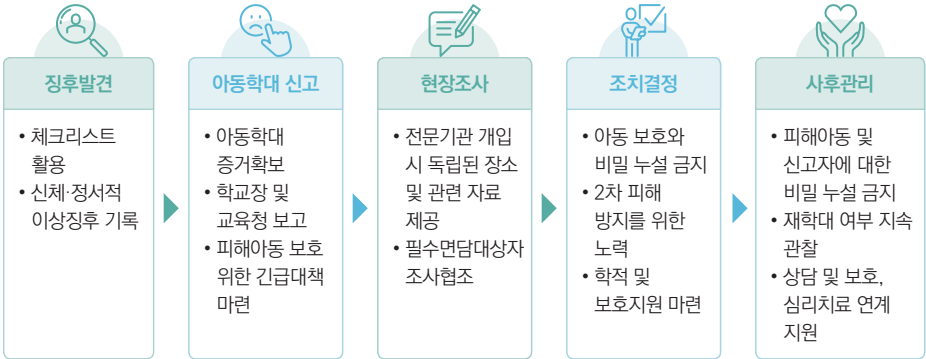 징후발견
• 체크리스트
활용
• 신체·정서적
이상징후 기록
아동학대 신고
• 아동학대
증거확보
• 학교장 및
교육청 보고
• 피해아동 보호
위한 긴급대책
마련
현장조사
• 전문기관 개입
시 독립된 장소
및 관련 자료
제공
• 필수면담대상자
조사협조
조치결정
• 아동 보호와
비밀 누설 금지
• 2차 피해
방지를 위한
노력
• 학적 및
보호지원 마련
사후관리
• 피해아동 및
신고자에 대한
비밀 누설 금지
• 재학대 여부 지속
관찰
• 상담 및 보호,
심리치료 연계
지원